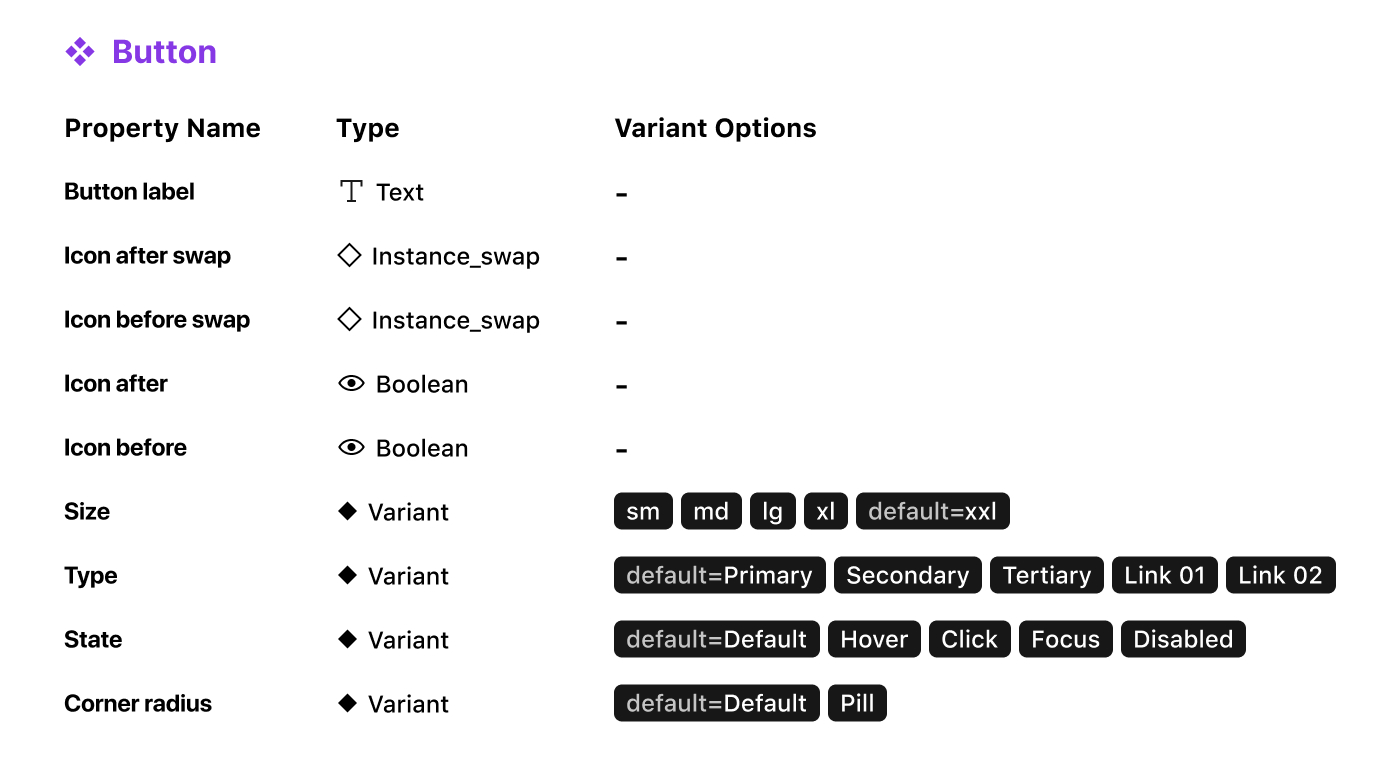 Button
Property Name Type Variant Options
Button label Text -
Icon after swap Instance_swap -
Icon before swap Instance_swap -
Icon after Boolean -
Icon before Boolean -
Size Variant sm md lg xl default=xxl
Type Variant default=Primary Secondary Tertiary Link 01 Link 02
State Variant default=Default Hover Click Focus Disabled
Corner radius Variant default=Default Pill